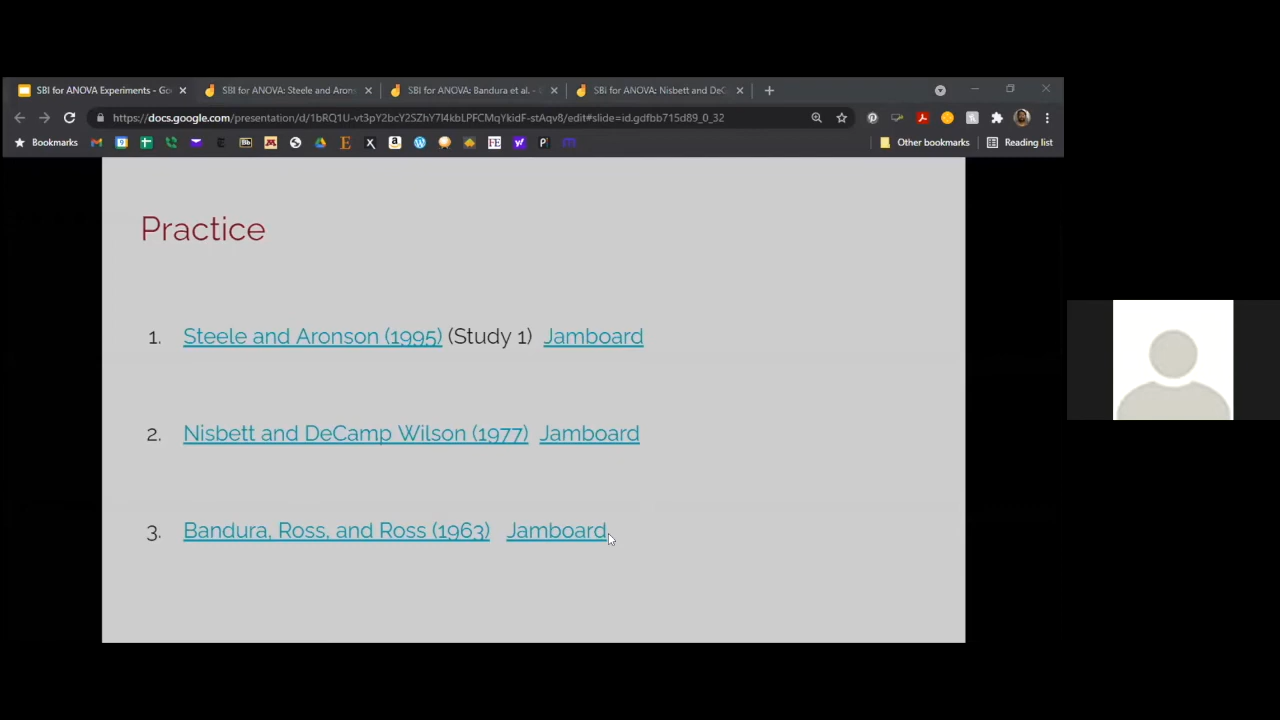 SBI for ANOVA Experiments - Go
SBI for ANOVA: Steele and Arons
SBI for ANOVA: Bandura et al. - G
SBi for ANOVA: Nisbett and DeC
https://docs.google.com/presentation/d/1bRQ1U-vt3pY2bcY2SZhY7l4kbLPFCMqYkidF-stAqv8/edit#slide=id.gdfbb715d89_0_32
Bookmarks
Other bookmarks
Reading list
Practice
1. Steele and Aronson (1995) (Study 1) Jamboard
2. Nisbett and DeCamp Wilson (1977) Jamboard
3. Bandura, Ross, and Ross (1963) Jamboard